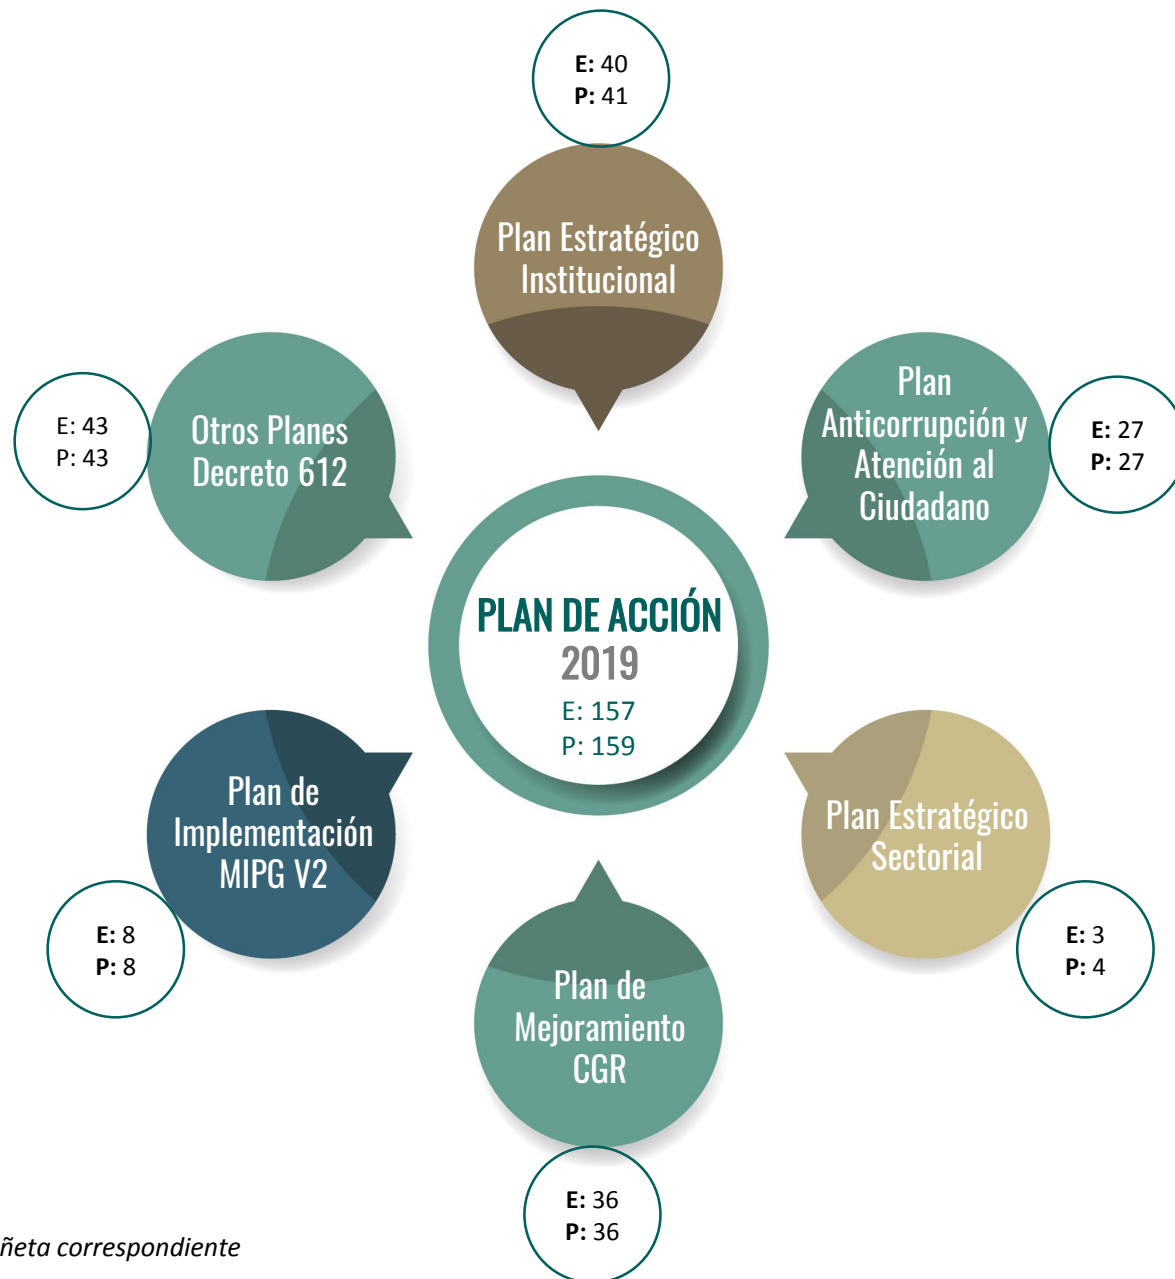 E: 40
P: 41
Plan Estratégico
Institucional
Plan
Anticorrupción y
Atención al
Ciudadano
E: 27
P: 27
Otros Planes
Decreto 612
E: 43
P: 43
PLAN DE ACCIÓN
2019
E: 157
P: 159
Plan de
Implementación
MIPG V2
E: 8
P: 8
Plan Estratégico
Sectorial
E: 3
P: 4
Plan de
Mejoramiento
CGR
E: 36
P: 36
ñeta correspondiente